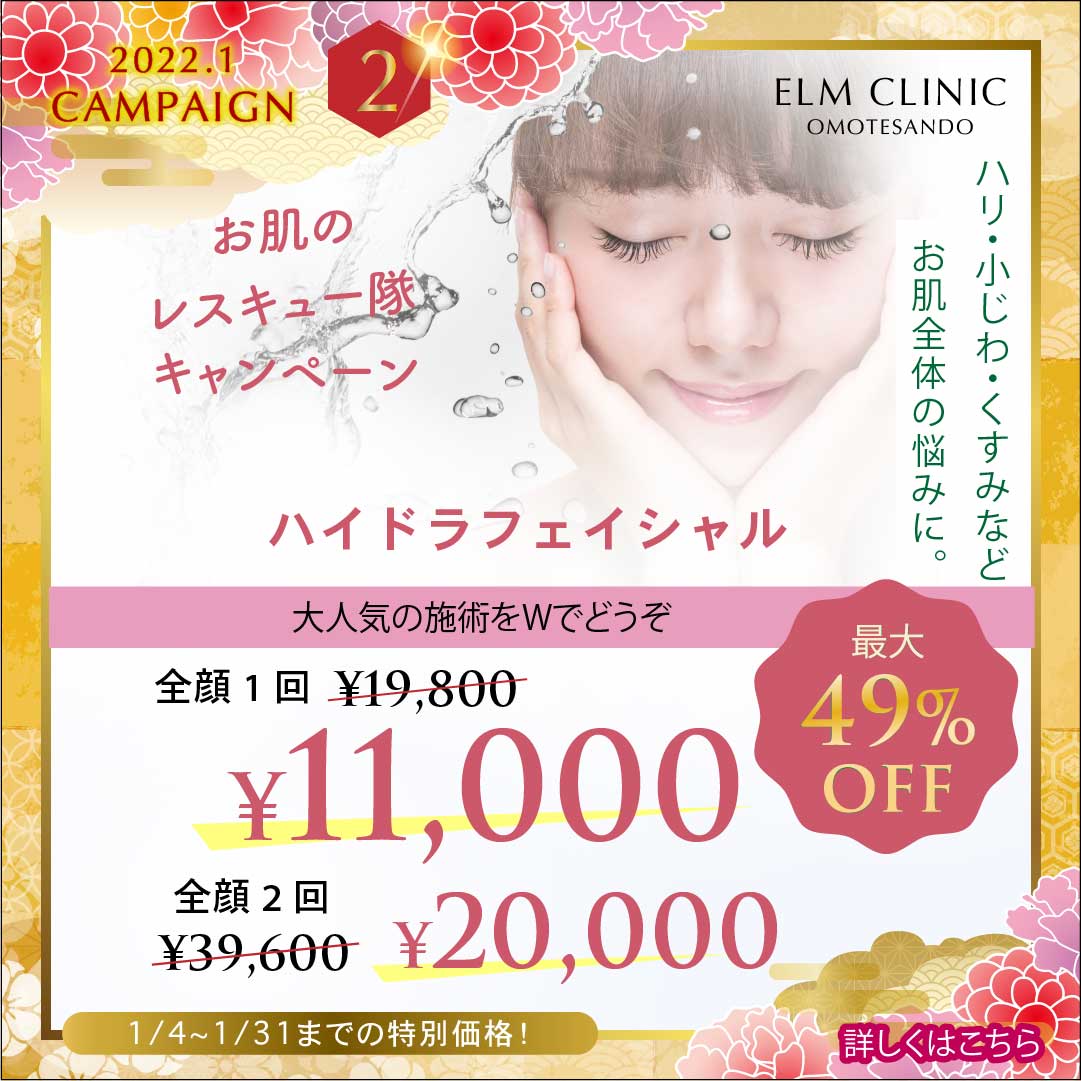 2022.1
CAMPAIGN
2
ELM CLINIC
OMOTESANDO
お肌の
レスキュー隊
キャンペーン
ハリ・小じわ・くすみなど
お肌全体の悩みに。
ハイドラフェイシャル
大人気の施術をWでどうぞ
最大
49%
OFF
全顔1回 ¥19,800
¥11,000
全顔2回
¥39,600 ¥20,000
1/4~1/31までの特別価格!
詳しくはこちら